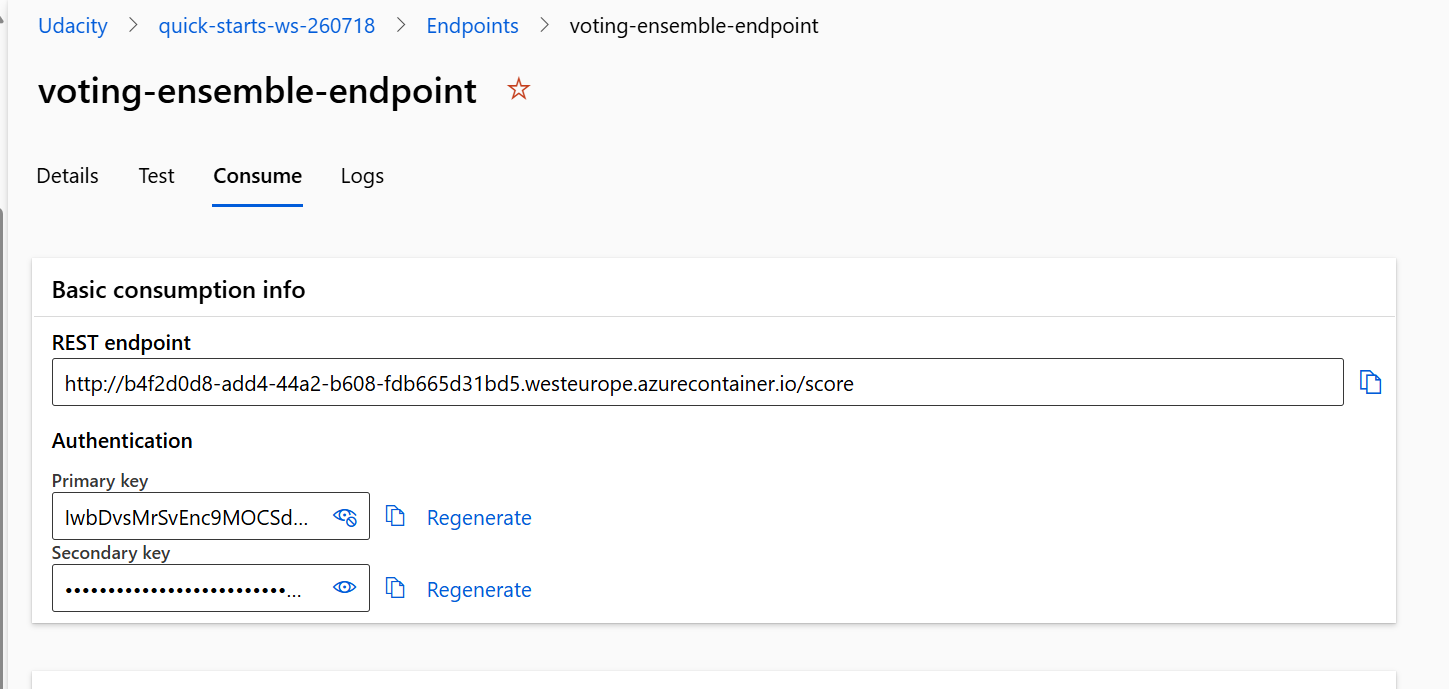 Udacity > quick-starts-ws-260718 > Endpoints > voting-ensemble-endpoint
voting-ensemble-endpoint
Details Test Consume Logs
Basic consumption info
REST endpoint
http://b4f2d0d8-add4-44a2-b608-fdb665d31bd5.westeurope.azurecontainer.io/score
Authentication
Primary key
IwbDvsMrSvEnc9MOCSd... Regenerate
Secondary key
••••••••••••••••••••••••••... Regenerate